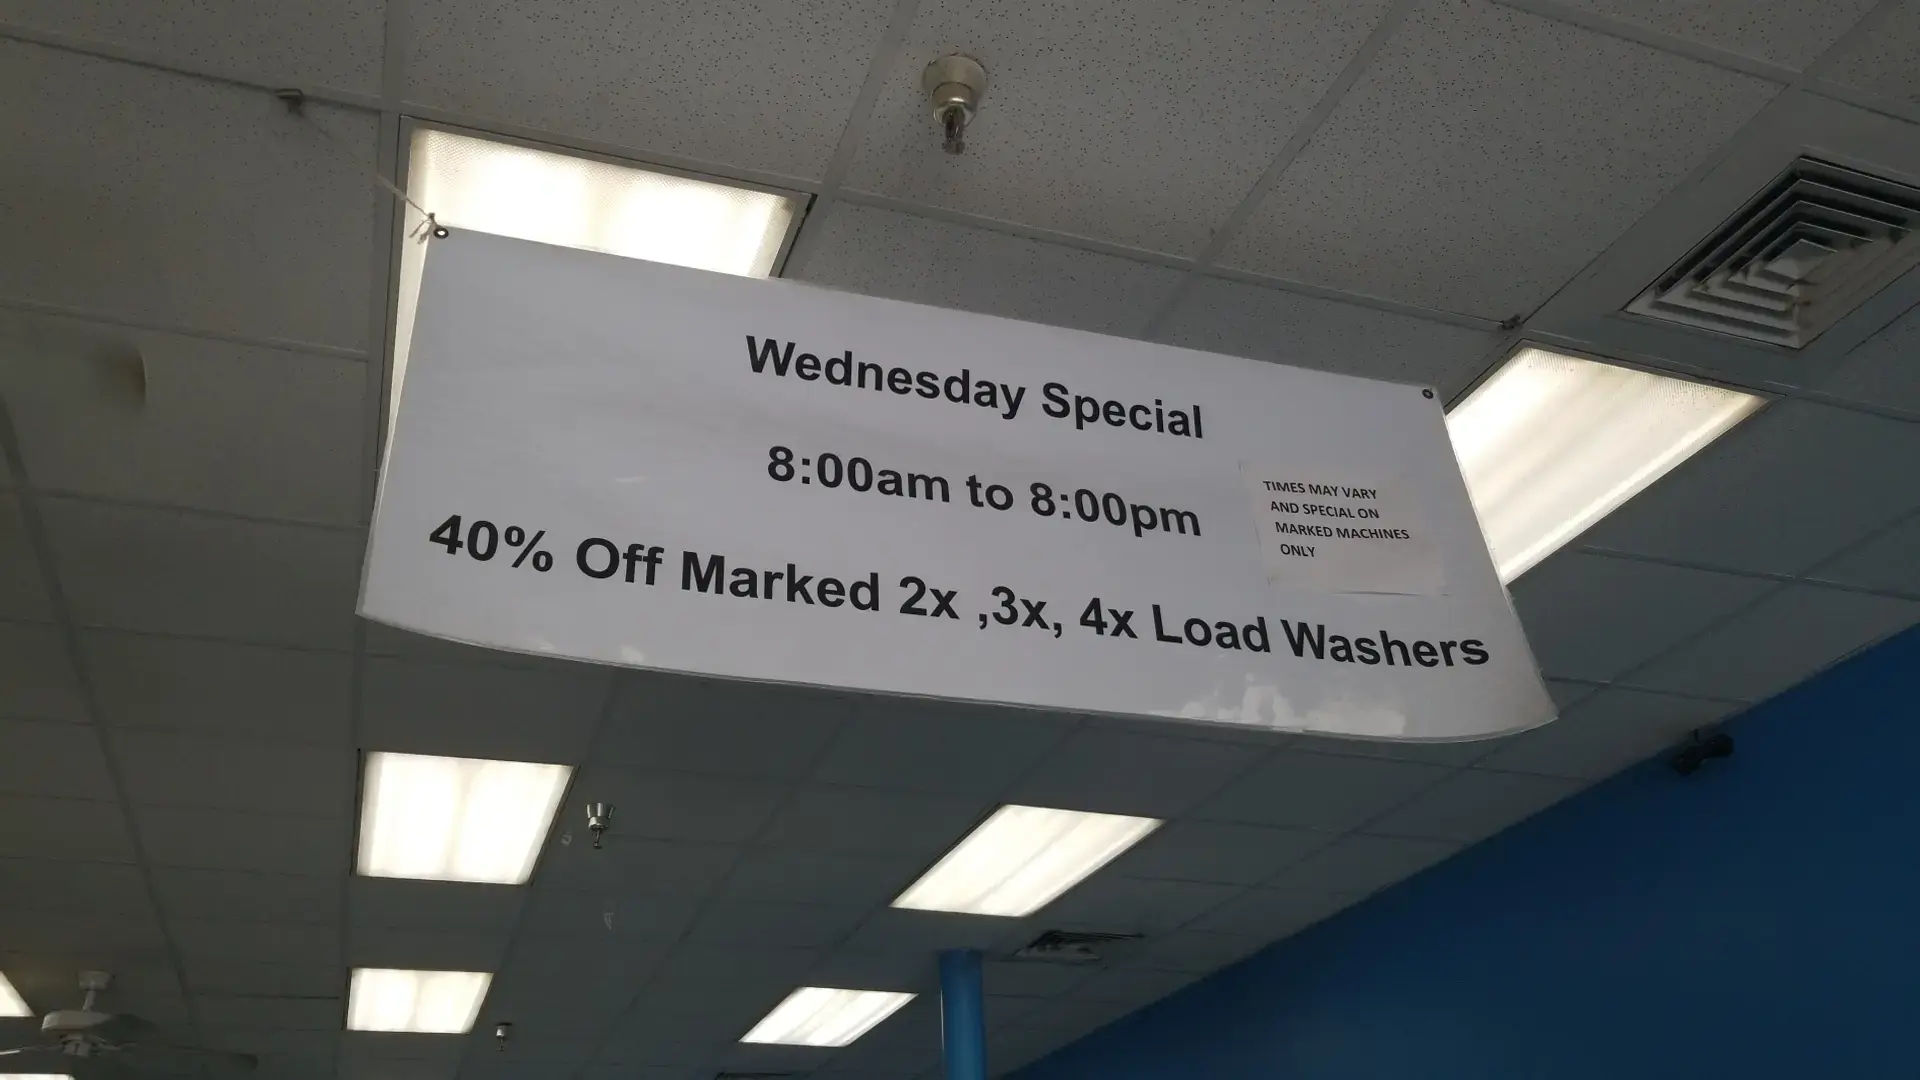 Wednesday Special
8:00am to 8:00pm
40% Off Marked 2x ,3x, 4x Load Washers
TIMES MAY VARY
AND SPECIAL ON
MARKED MACHINES
ONLY